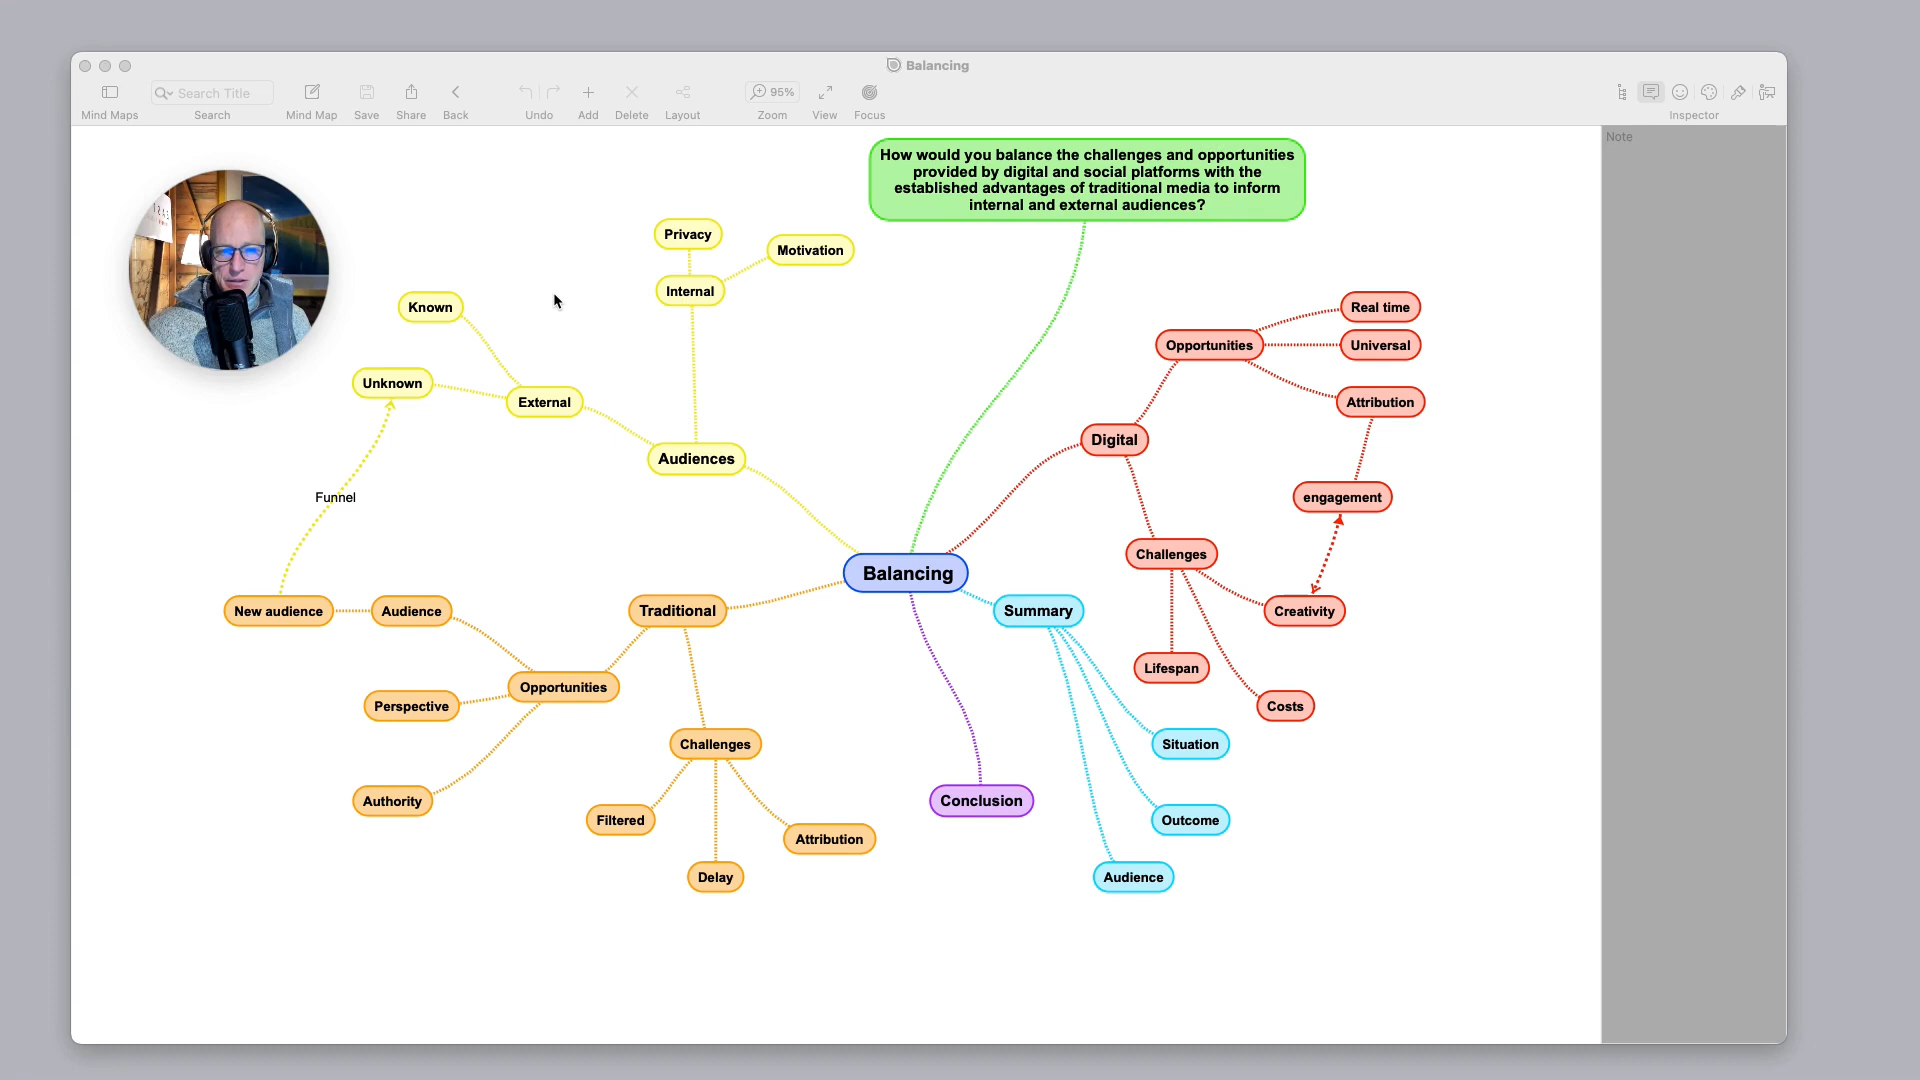 Balancing
Search Title
95%
Mind Maps
Search
Mind Map
Save
Share
Back
Undo
Add
Delete
Layout
Zoom
View
Focus
Inspector
Note
How would you balance the challenges and opportunities
provided by digital and social platforms with the
established advantages of traditional media to inform
internal and external audiences?
Privacy
Motivation
Internal
Known
Unknown
External
Audiences
Funnel
Real time
Opportunities
Universal
Attribution
Digital
engagement
Challenges
Creativity
Lifespan
Costs
Balancing
New audience
Audience
Traditional
Opportunities
Perspective
Authority
Challenges
Filtered
Attribution
Delay
Summary
Situation
Outcome
Audience
Conclusion